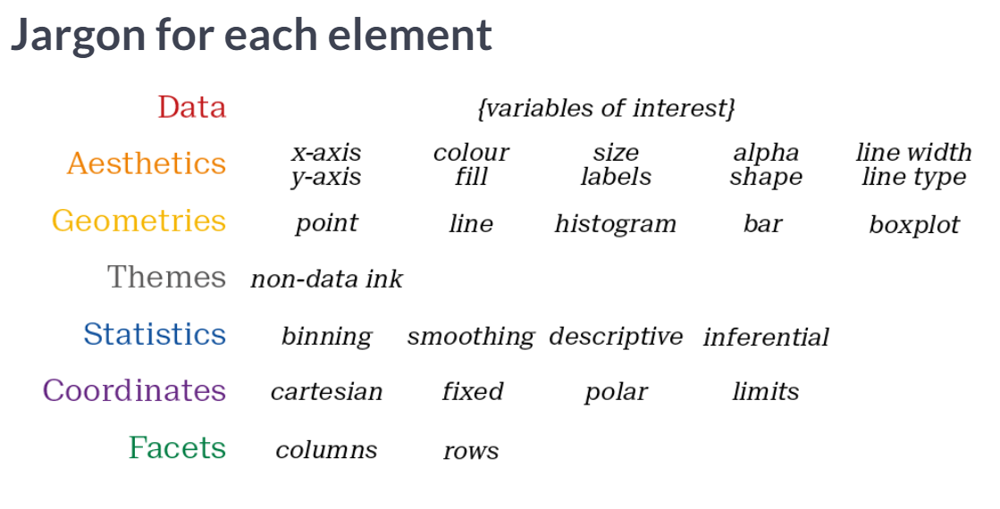 Jargon for each element
Data {variables of interest}
Aesthetics x-axis colour size alpha line width
y-axis fill labels shape line type
Geometries point line histogram bar boxplot
Themes non-data ink
Statistics binning smoothing descriptive inferential
Coordinates cartesian fixed polar limits
Facets columns rows